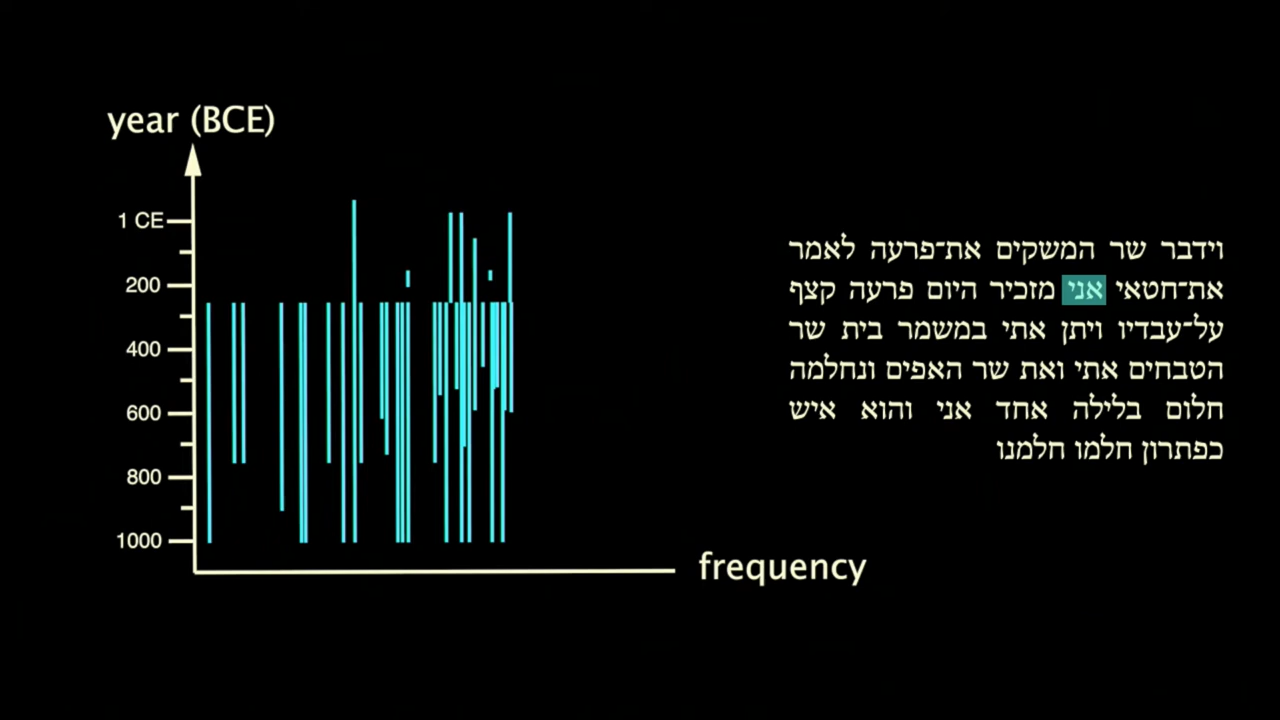 year (BCE)
1 CE
200
400
600
800
1000
frequency
וידבר שר המשקים את־פרעה לאמר
את־חטאי אני מזכיר היום פרעה קצף
על־עבדיו ויתן אתי במשמר בית שר
הטבחים אתי ואת שר האפים ונחלמה
חלום בלילה אחד אני והוא איש
כפתרון חלמו חלמנו